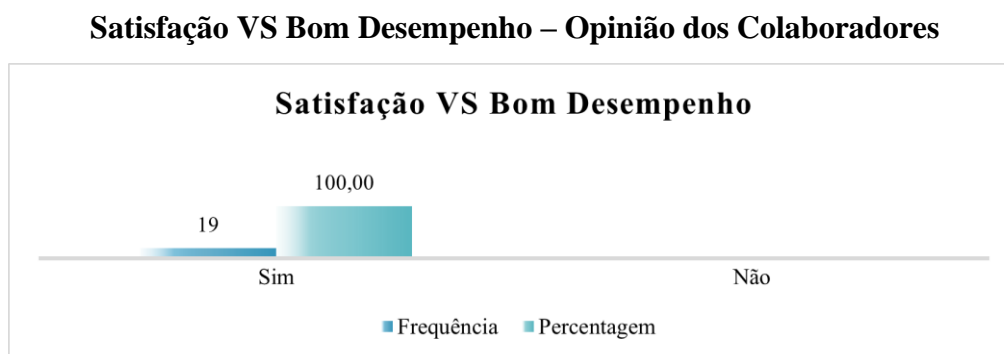 Satisfação VS Bom Desempenho – Opinião dos Colaboradores
Satisfação VS Bom Desempenho
100,00
19
Sim
Não
Frequência
Percentagem